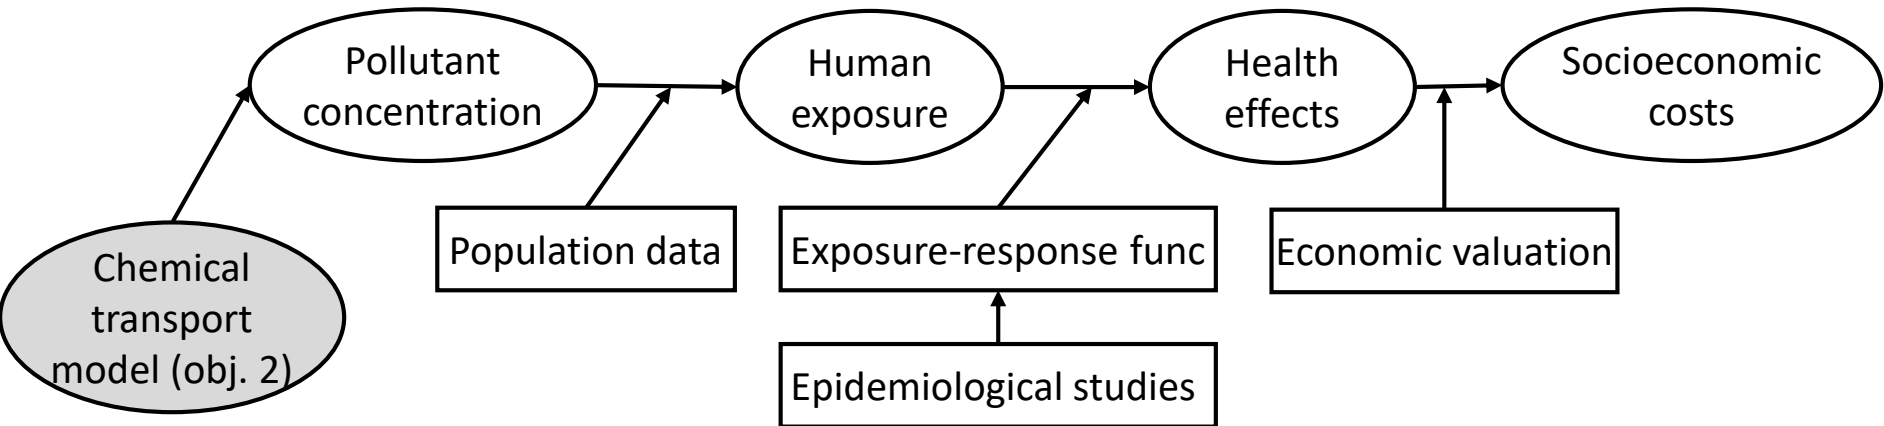 Pollutant
concentration
Human
exposure
Health
effects
Socioeconomic
costs
Chemical
transport
model (obj. 2)
Population data
Exposure-response func
Economic valuation
Epidemiological studies